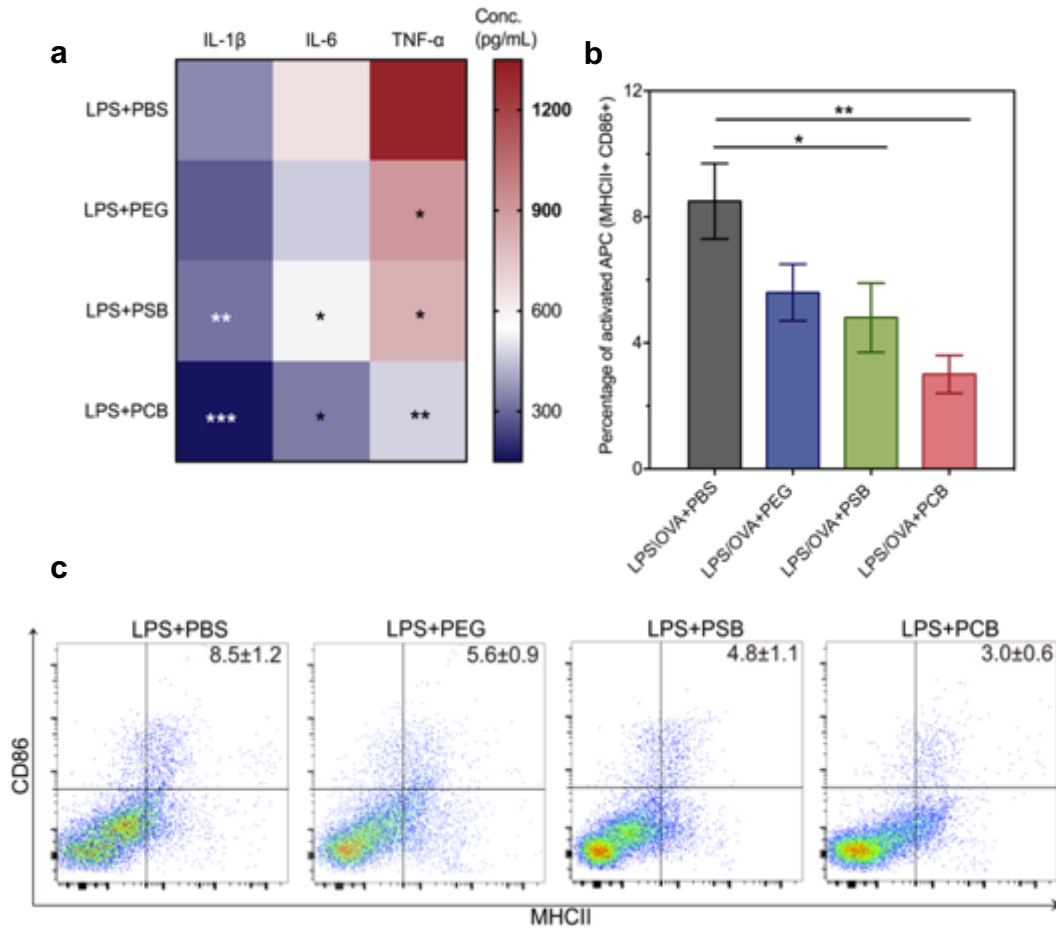 a
IL-1β IL-6 TNF-α
Conc.
(pg/mL)
LPS+PBS
LPS+PEG *
LPS+PSB ** * *
LPS+PCB *** * **
1200
900
600
300
b
Percentage of activated APC (MHCII+ CD86+)
12
8
4
0
**
*
LPS\OVA+PBS
LPS/OVA+PEG
LPS/OVA+PSB
LPS/OVA+PCB
c
LPS+PBS LPS+PEG LPS+PSB LPS+PCB
8.5±1.2 5.6±0.9 4.8±1.1 3.0±0.6
CD86
MHCII